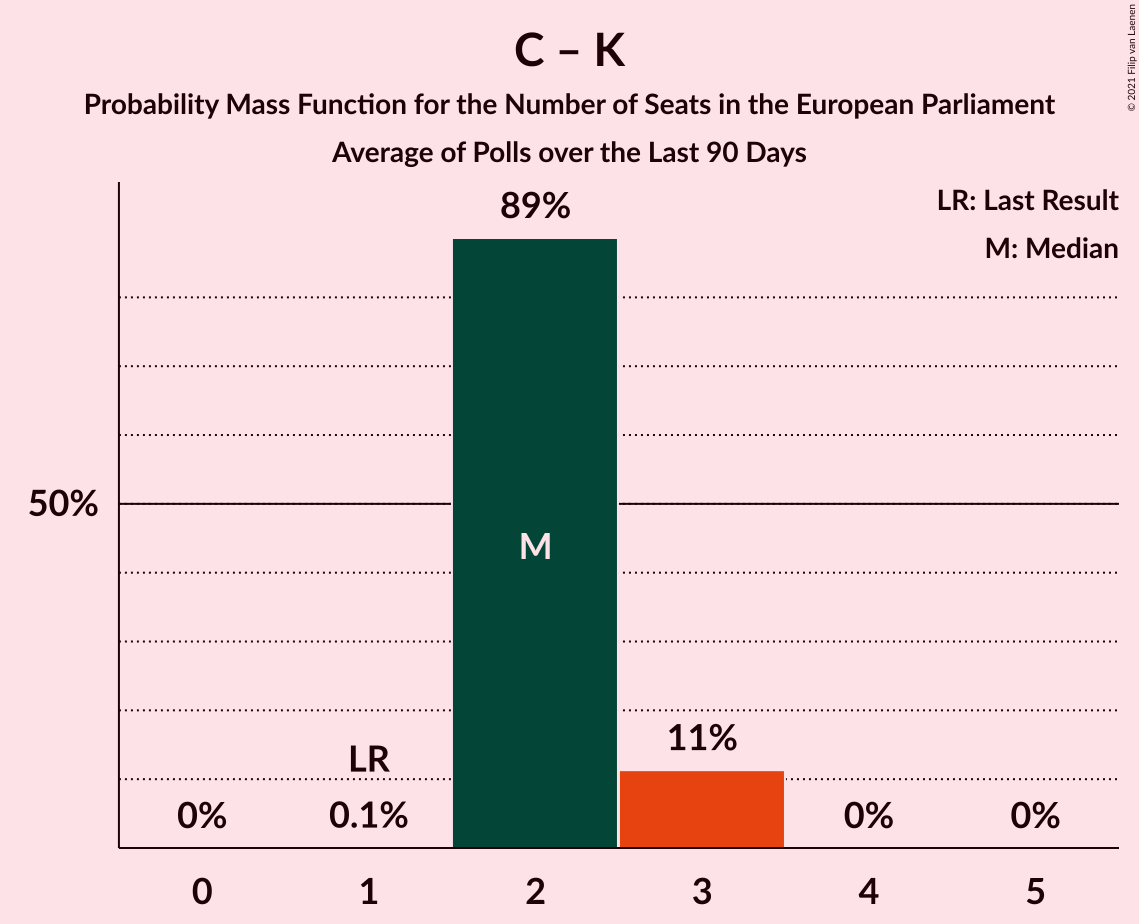 C – K
Probability Mass Function for the Number of Seats in the European Parliament
Average of Polls over the Last 90 Days
© 2021 Filip van Laenen
LR: Last Result
M: Median
89%
50%
M
11%
LR
0%
0.1%
0%
0%
0
1
2
3
4
5